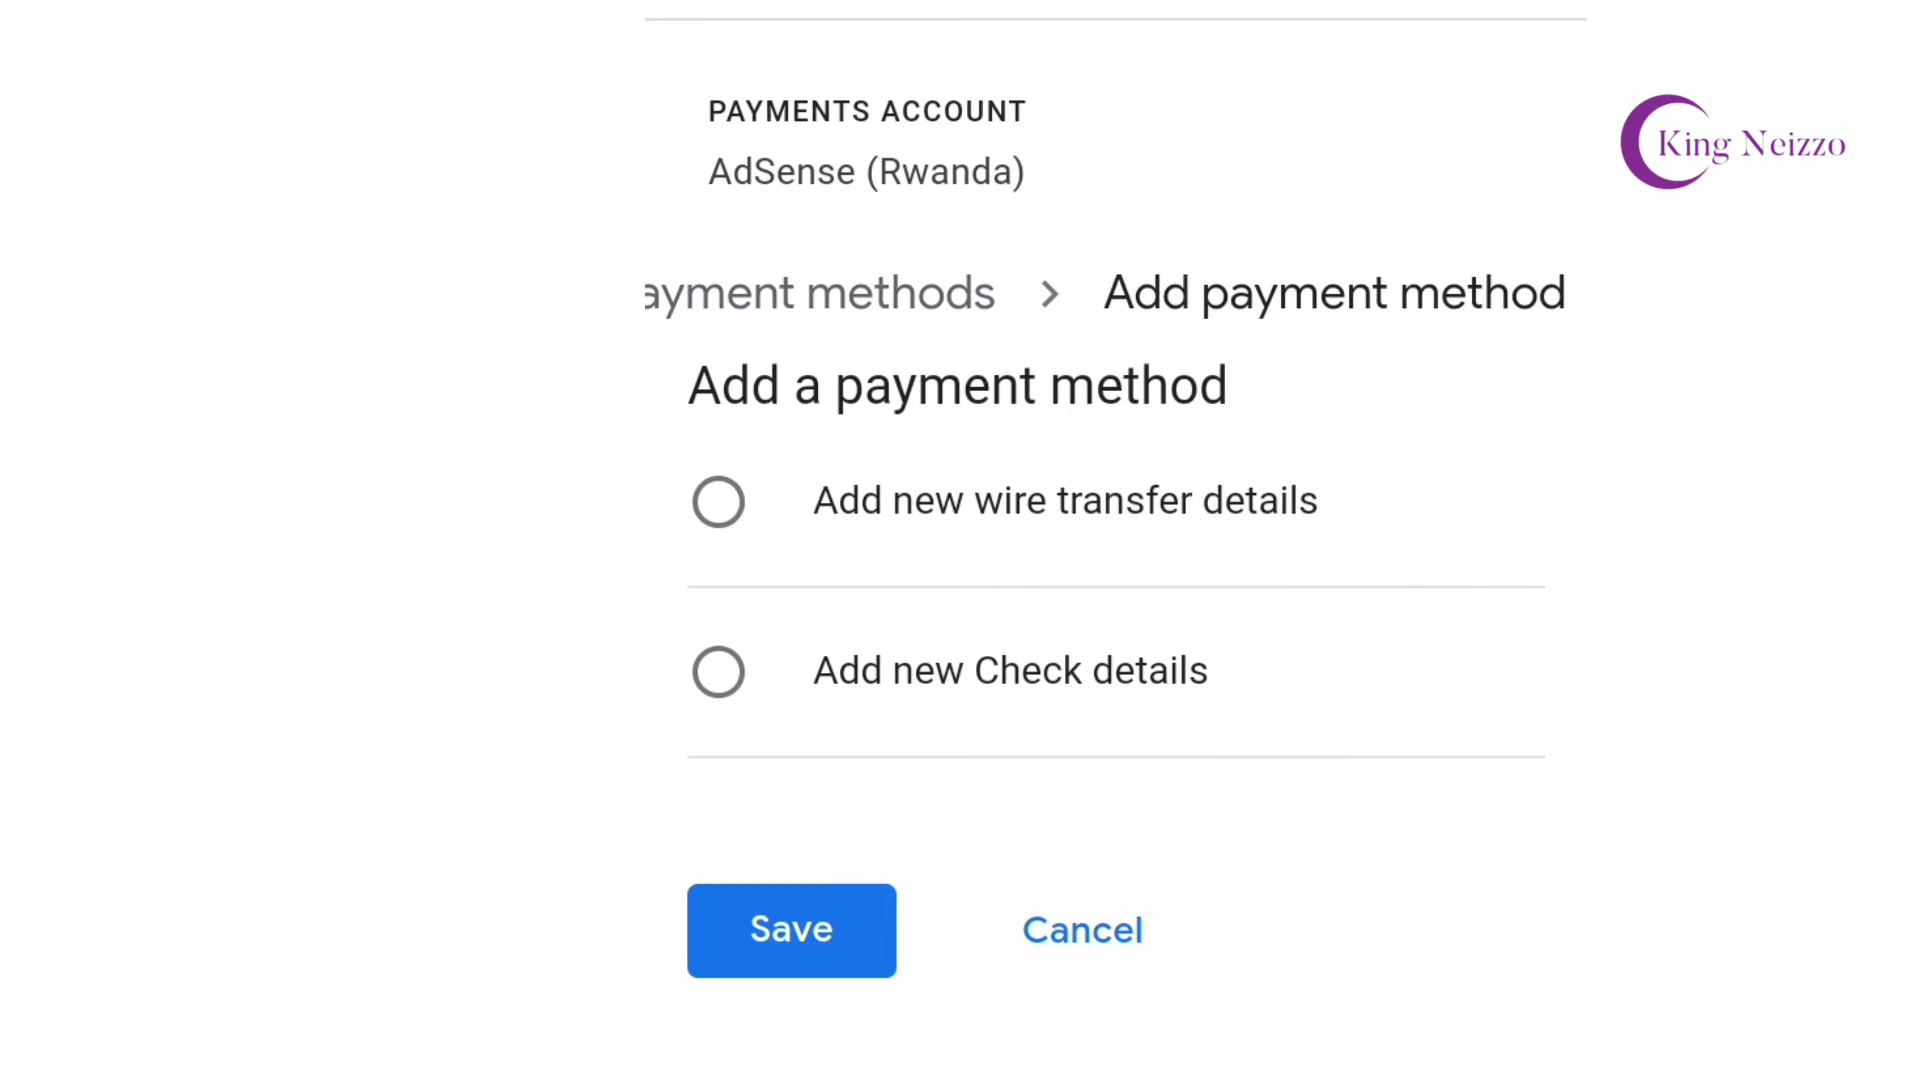 PAYMENTS ACCOUNT
AdSense (Rwanda)
King Neizzo
ayment methods > Add payment method
Add a payment method
Add new wire transfer details
Add new Check details
Save
Cancel